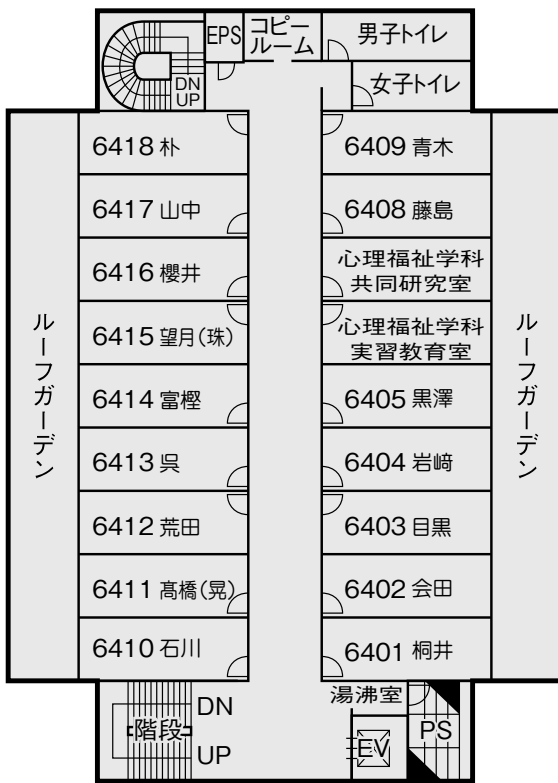 EPS
コピー
ルーム
男子トイレ
女子トイレ
DN
UP
6418 朴
6409 青木
6417 山中
6408 藤島
6416 櫻井
心理福祉学科
共同研究室
6415 望月(珠)
心理福祉学科
実習教育室
6414 富樫
6405 黒澤
6413 呉
6404 岩﨑
6412 荒田
6403 目黒
6411 髙橋(晃)
6402 会田
6410 石川
6401 桐井
ルーフガーデン
ルーフガーデン
湯沸室
DN
階段
UP
EV
PS